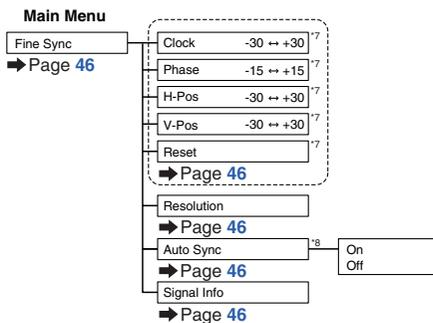 Main Menu
Fine Sync
➡Page 46
Clock -30 ↔ +30 *7
Phase -15 ↔ +15 *7
H-Pos -30 ↔ +30 *7
V-Pos -30 ↔ +30 *7
Reset *7
➡Page 46
Resolution
➡Page 46
Auto Sync *8
On
Off
➡Page 46
Signal Info
➡Page 46